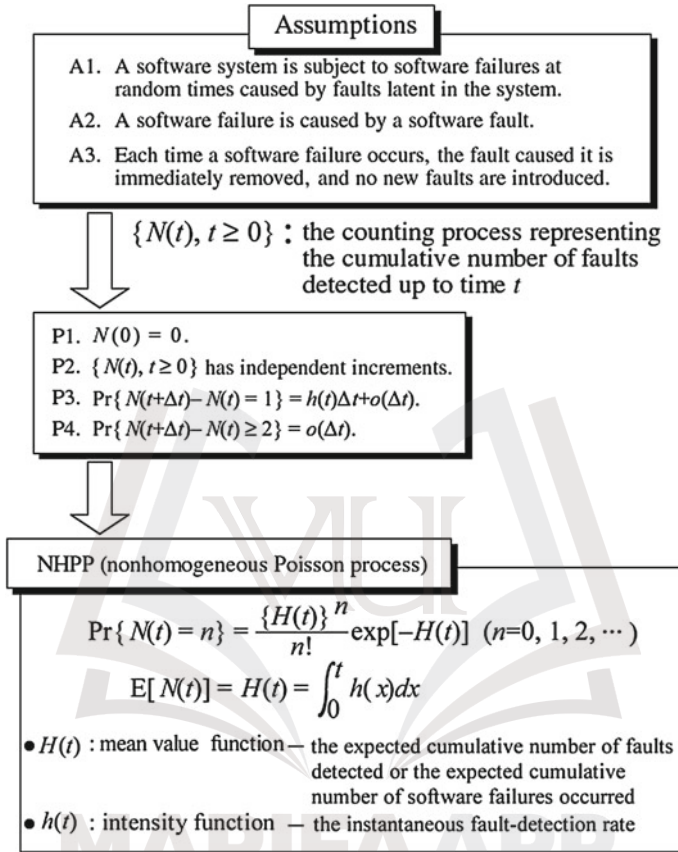 Assumptions
A1. A software system is subject to software failures at
random times caused by faults latent in the system.
A2. A software failure is caused by a software fault.
A3. Each time a software failure occurs, the fault caused it is
immediately removed, and no new faults are introduced.
{N(t), t ≥ 0} : the counting process representing
the cumulative number of faults
detected up to time t
P1. N(0) = 0.
P2. {N(t), t≥0} has independent increments.
P3. Pr{N(t+Δt)−N(t) = 1} = h(t)Δt+o(Δt).
P4. Pr{N(t+Δt)−N(t) ≥ 2} = o(Δt).
NHPP (nonhomogeneous Poisson process)
Pr{N(t) = n} = {H(t)}^n / n! exp[−H(t)] (n=0, 1, 2, ⋯)
E[N(t)] = H(t) = ∫_0^t h(x)dx
● H(t) : mean value function — the expected cumulative number of faults
detected or the expected cumulative
number of software failures occurred
● h(t) : intensity function — the instantaneous fault-detection rate